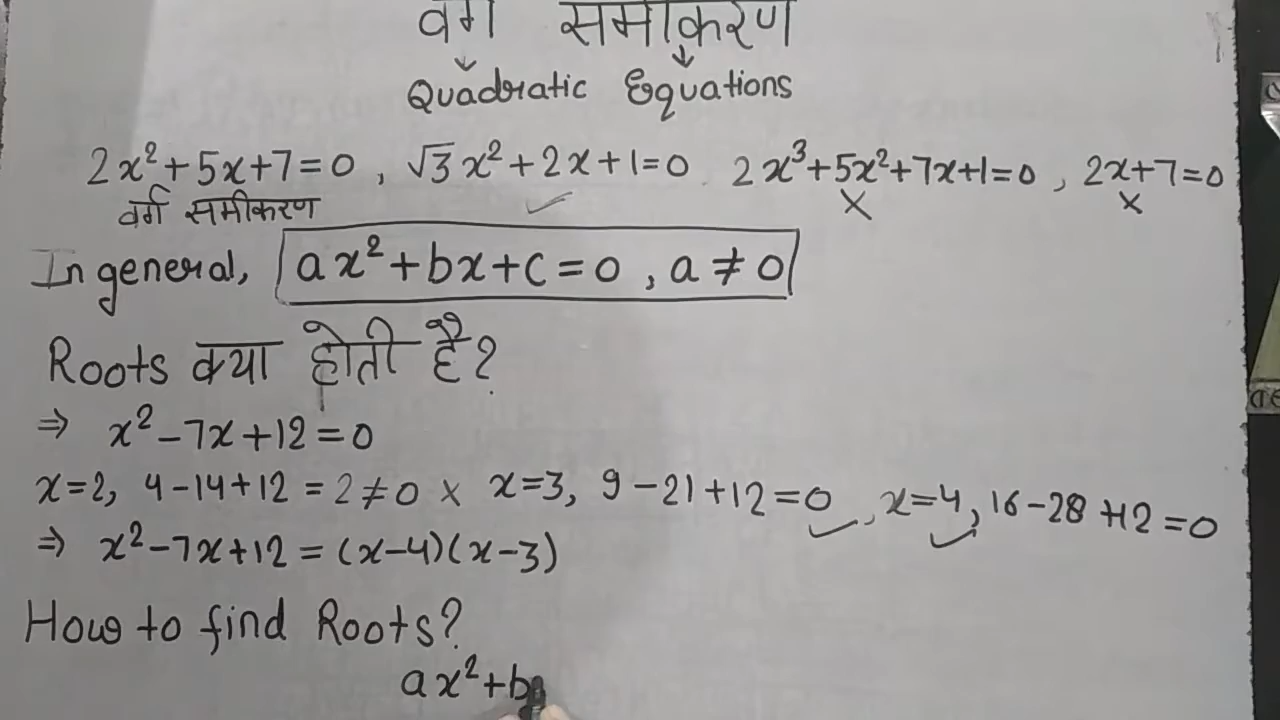 वर्ग समीकरण
Quadratic Equations
2x²+5x+7=0 , √3x²+2x+1=0 2x³+5x²+7x+1=0 , 2x+7=0
वर्ग समीकरण ✓ × ×
In general, ax²+bx+c=0 , a≠0
Roots क्या होती है?
⇒ x²-7x+12=0
x=2, 4-14+12=2≠0 × x=3, 9-21+12=0 ✓, x=4, 16-28+12=0 ✓
⇒ x²-7x+12=(x-4)(x-3)
How to find Roots?
ax²+b